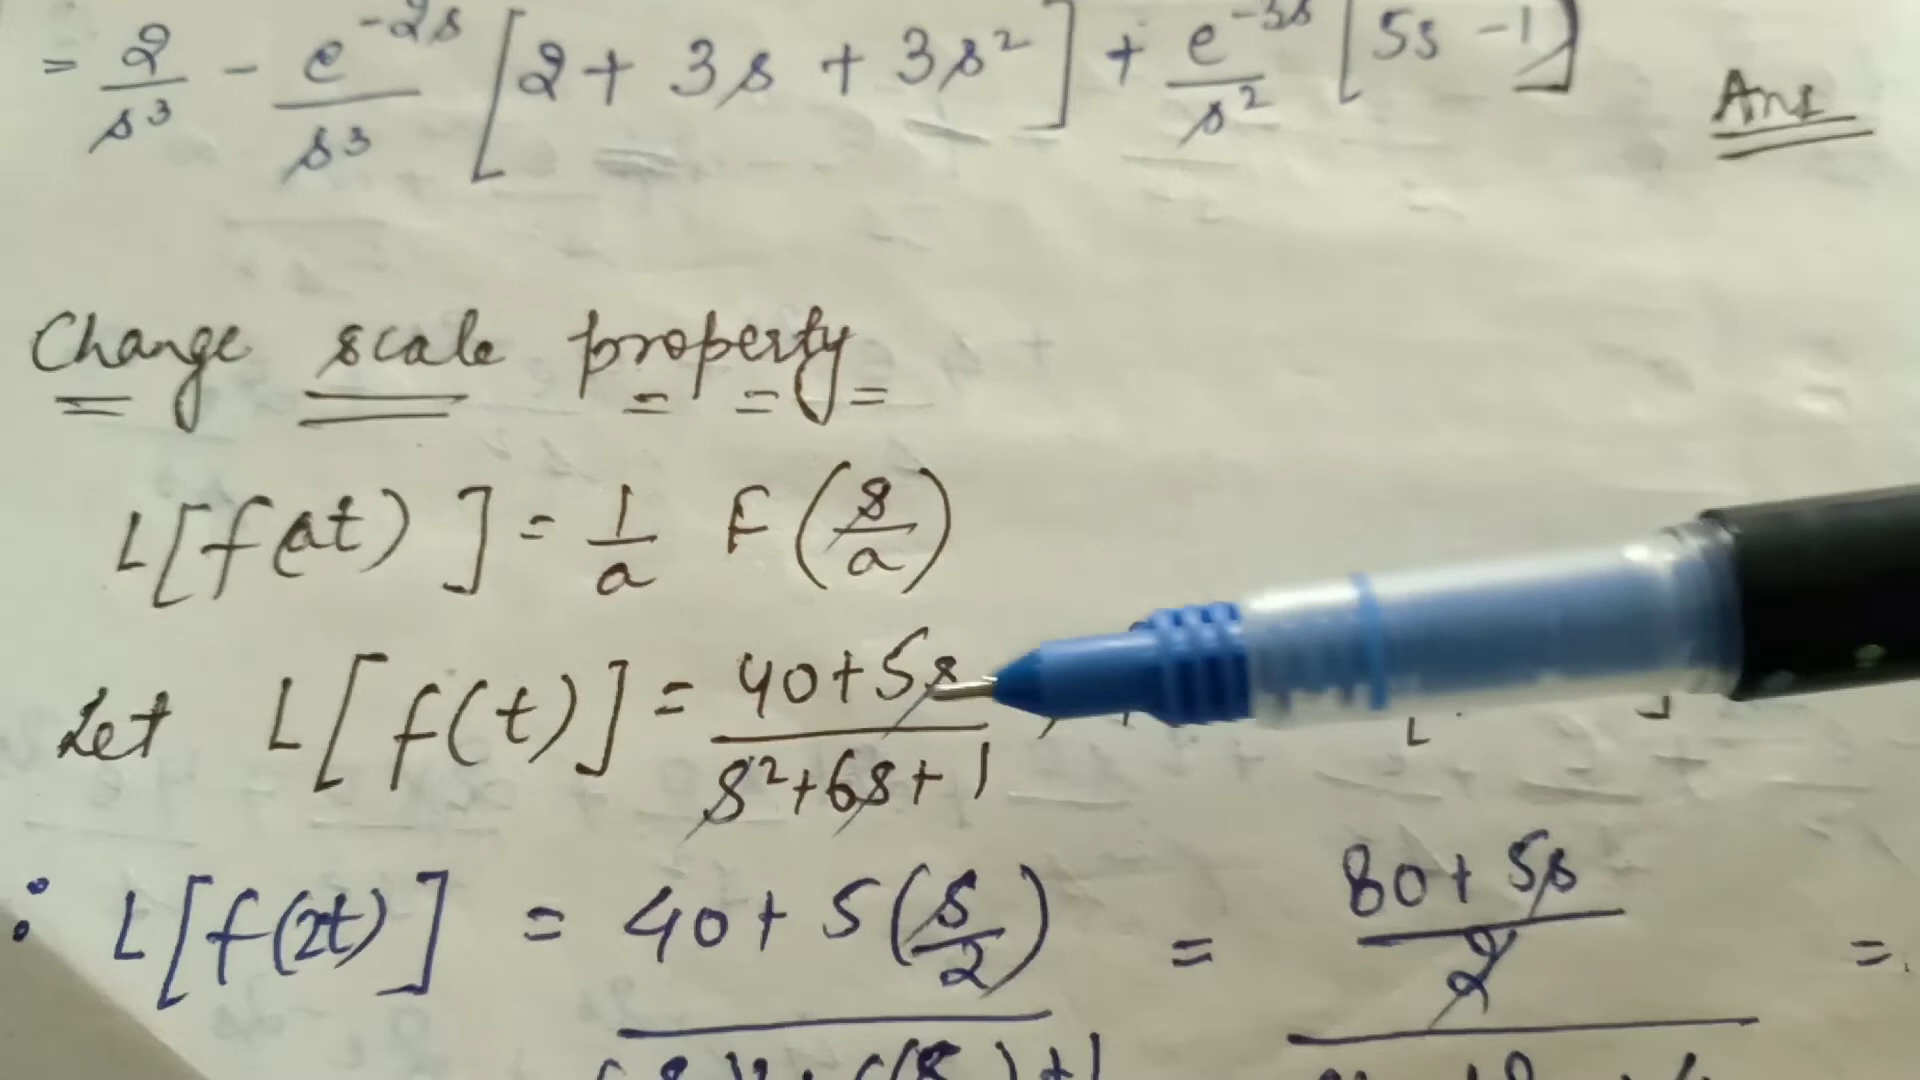 = 2/s³ - e^-2s/s³ [2 + 3s + 3s²] + e^-3s/s² [5s - 1] Ans
Change scale property
L[f(at)] = 1/a F(s/a)
Let L[f(t)] = 40+5s / s²+6s+1 ,
∴ L[f(2t)] = 40 + 5(s/2) = 80 + 5s / 2 =